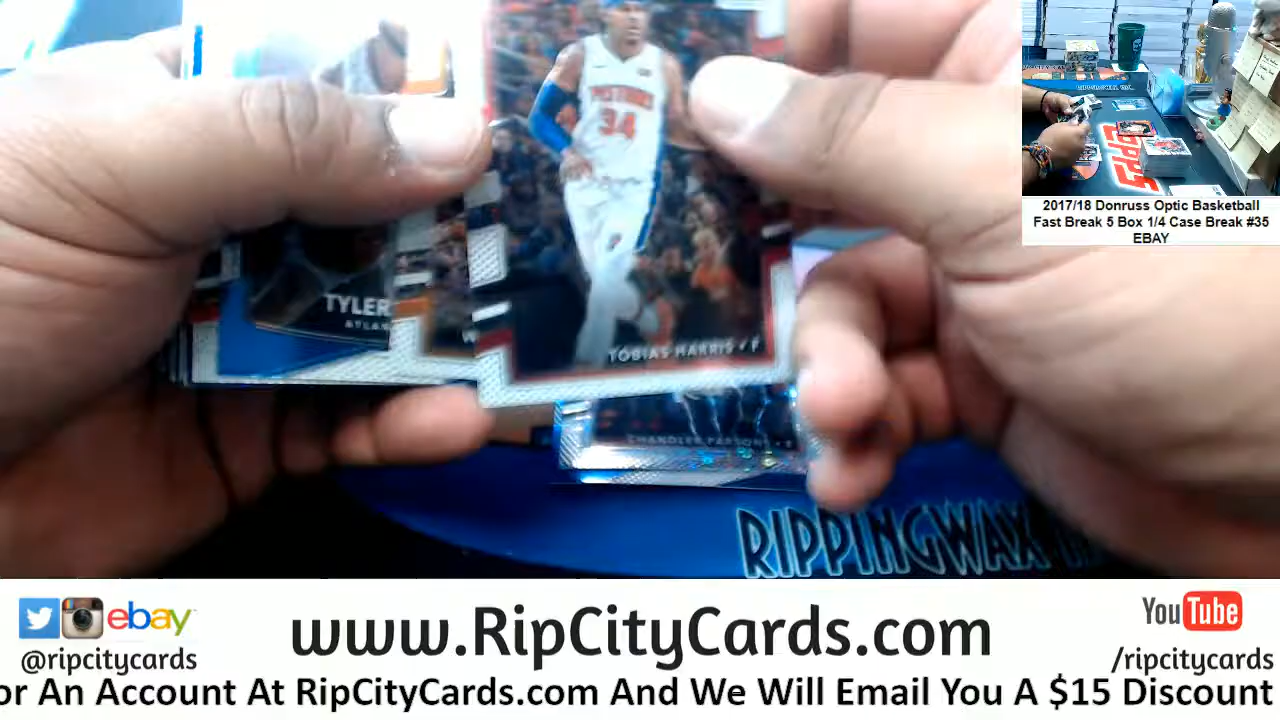 PISTONS
34
TOBIAS HARRIS • F
TYLER
ATLAN
W
CHANDLER PARSONS • F
RIPPINGWAX
TOPPS
2017/18 Donruss Optic Basketball
Fast Break 5 Box 1/4 Case Break #35
EBAY
ebay
@ripcitycards
www.RipCityCards.com
YouTube
/ripcitycards
or An Account At RipCityCards.com And We Will Email You A $15 Discount